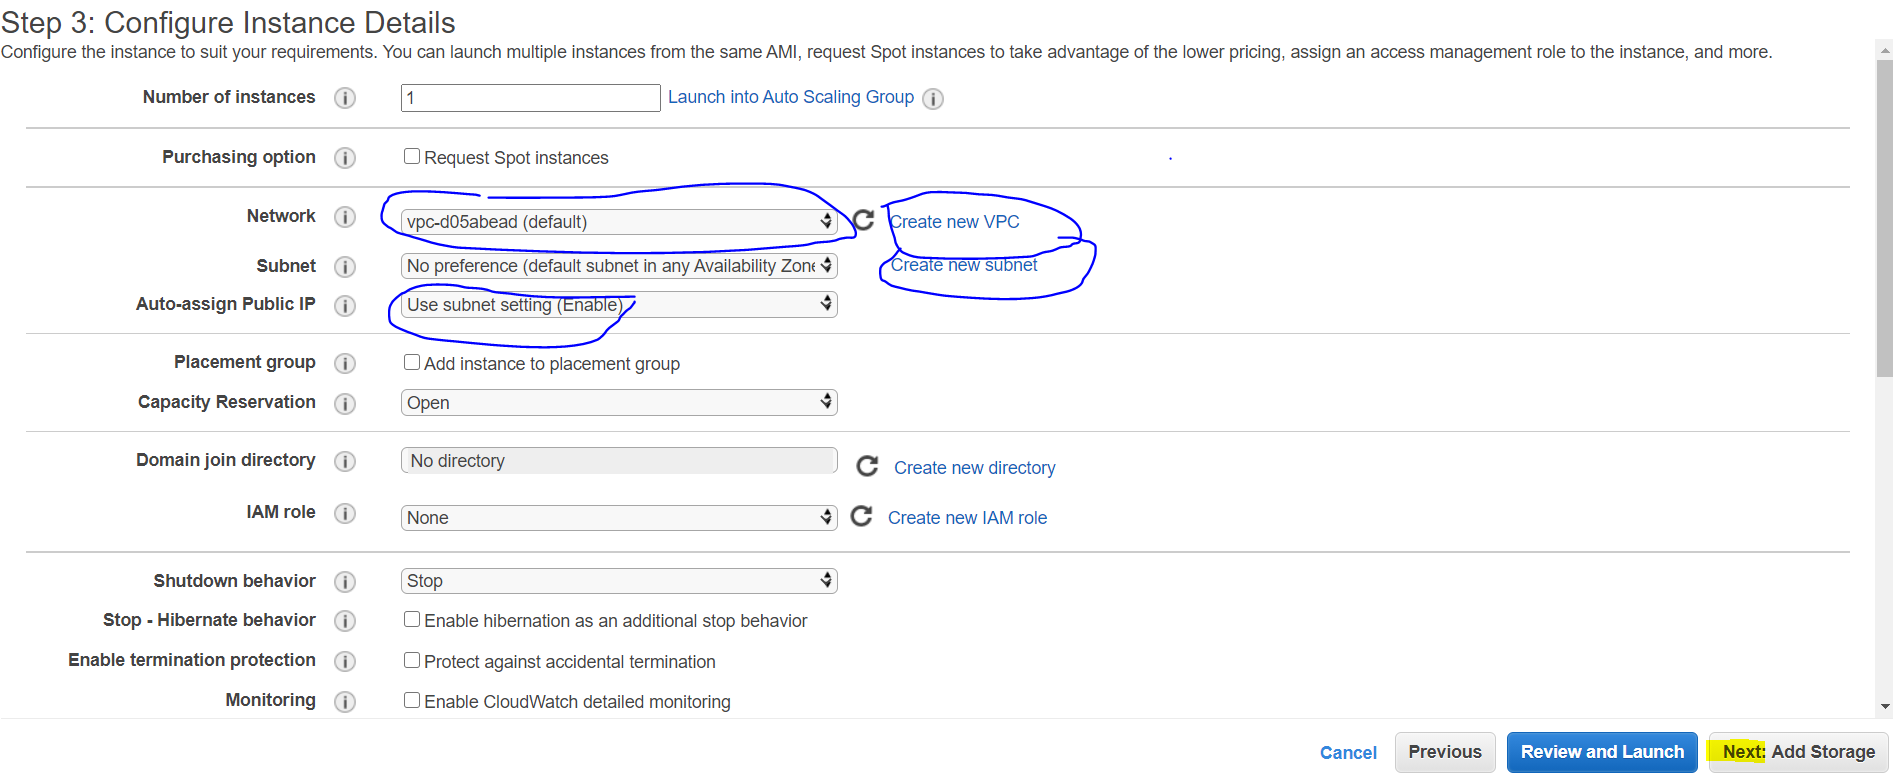 Step 3: Configure Instance Details
Configure the instance to suit your requirements. You can launch multiple instances from the same AMI, request Spot instances to take advantage of the lower pricing, assign an access management role to the instance, and more.
Number of instances 1 Launch into Auto Scaling Group
Purchasing option Request Spot instances
Network vpc-d05abead (default) Create new VPC
Subnet No preference (default subnet in any Availability Zone Create new subnet
Auto-assign Public IP Use subnet setting (Enable)
Placement group Add instance to placement group
Capacity Reservation Open
Domain join directory No directory Create new directory
IAM role None Create new IAM role
Shutdown behavior Stop
Stop - Hibernate behavior Enable hibernation as an additional stop behavior
Enable termination protection Protect against accidental termination
Monitoring Enable CloudWatch detailed monitoring
Cancel Previous Review and Launch Next: Add Storage